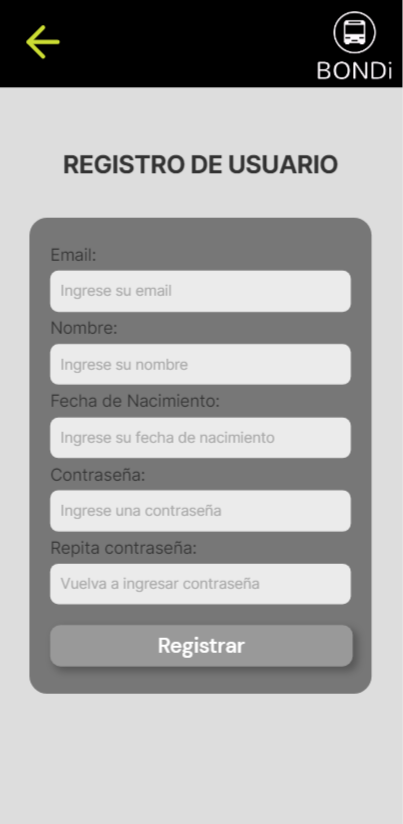 BONDi
REGISTRO DE USUARIO
Email:
Ingrese su email
Nombre:
Ingrese su nombre
Fecha de Nacimiento:
Ingrese su fecha de nacimiento
Contraseña:
Ingrese una contraseña
Repita contraseña:
Vuelva a ingresar contraseña
Registrar